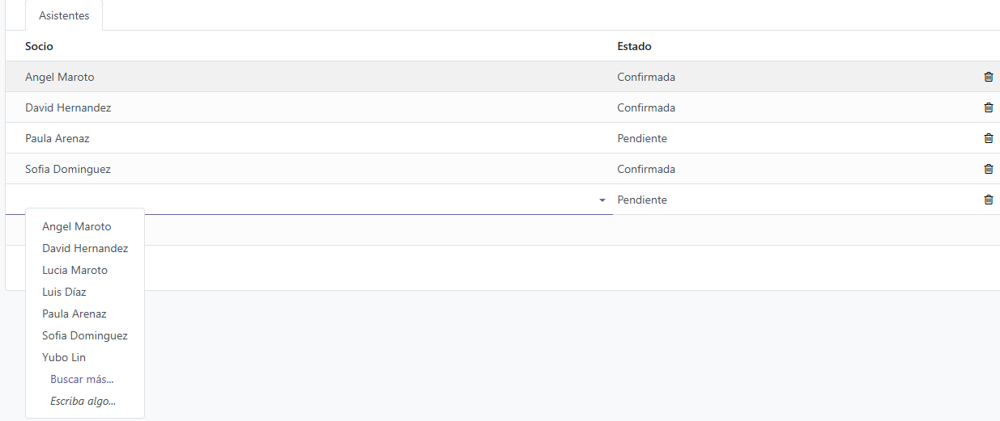 Asistentes
Socio Estado
Angel Maroto Confirmada
David Hernandez Confirmada
Paula Arenaz Pendiente
Sofia Dominguez Confirmada
Pendiente
Angel Maroto
David Hernandez
Lucia Maroto
Luis Díaz
Paula Arenaz
Sofia Dominguez
Yubo Lin
Buscar más...
Escriba algo...